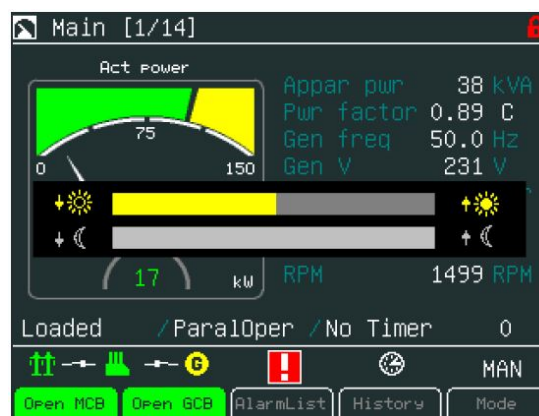 Main [1/14]
Act power
75
0
150
Appar pwr 38 kVA
Pwr factor 0.89 C
Gen freq 50.0 Hz
Gen V 231 V
17 kW
RPM 1499 RPM
Loaded /ParalOper /No Timer 0
G MAN
Open MCB Open GCB AlarmList History Mode